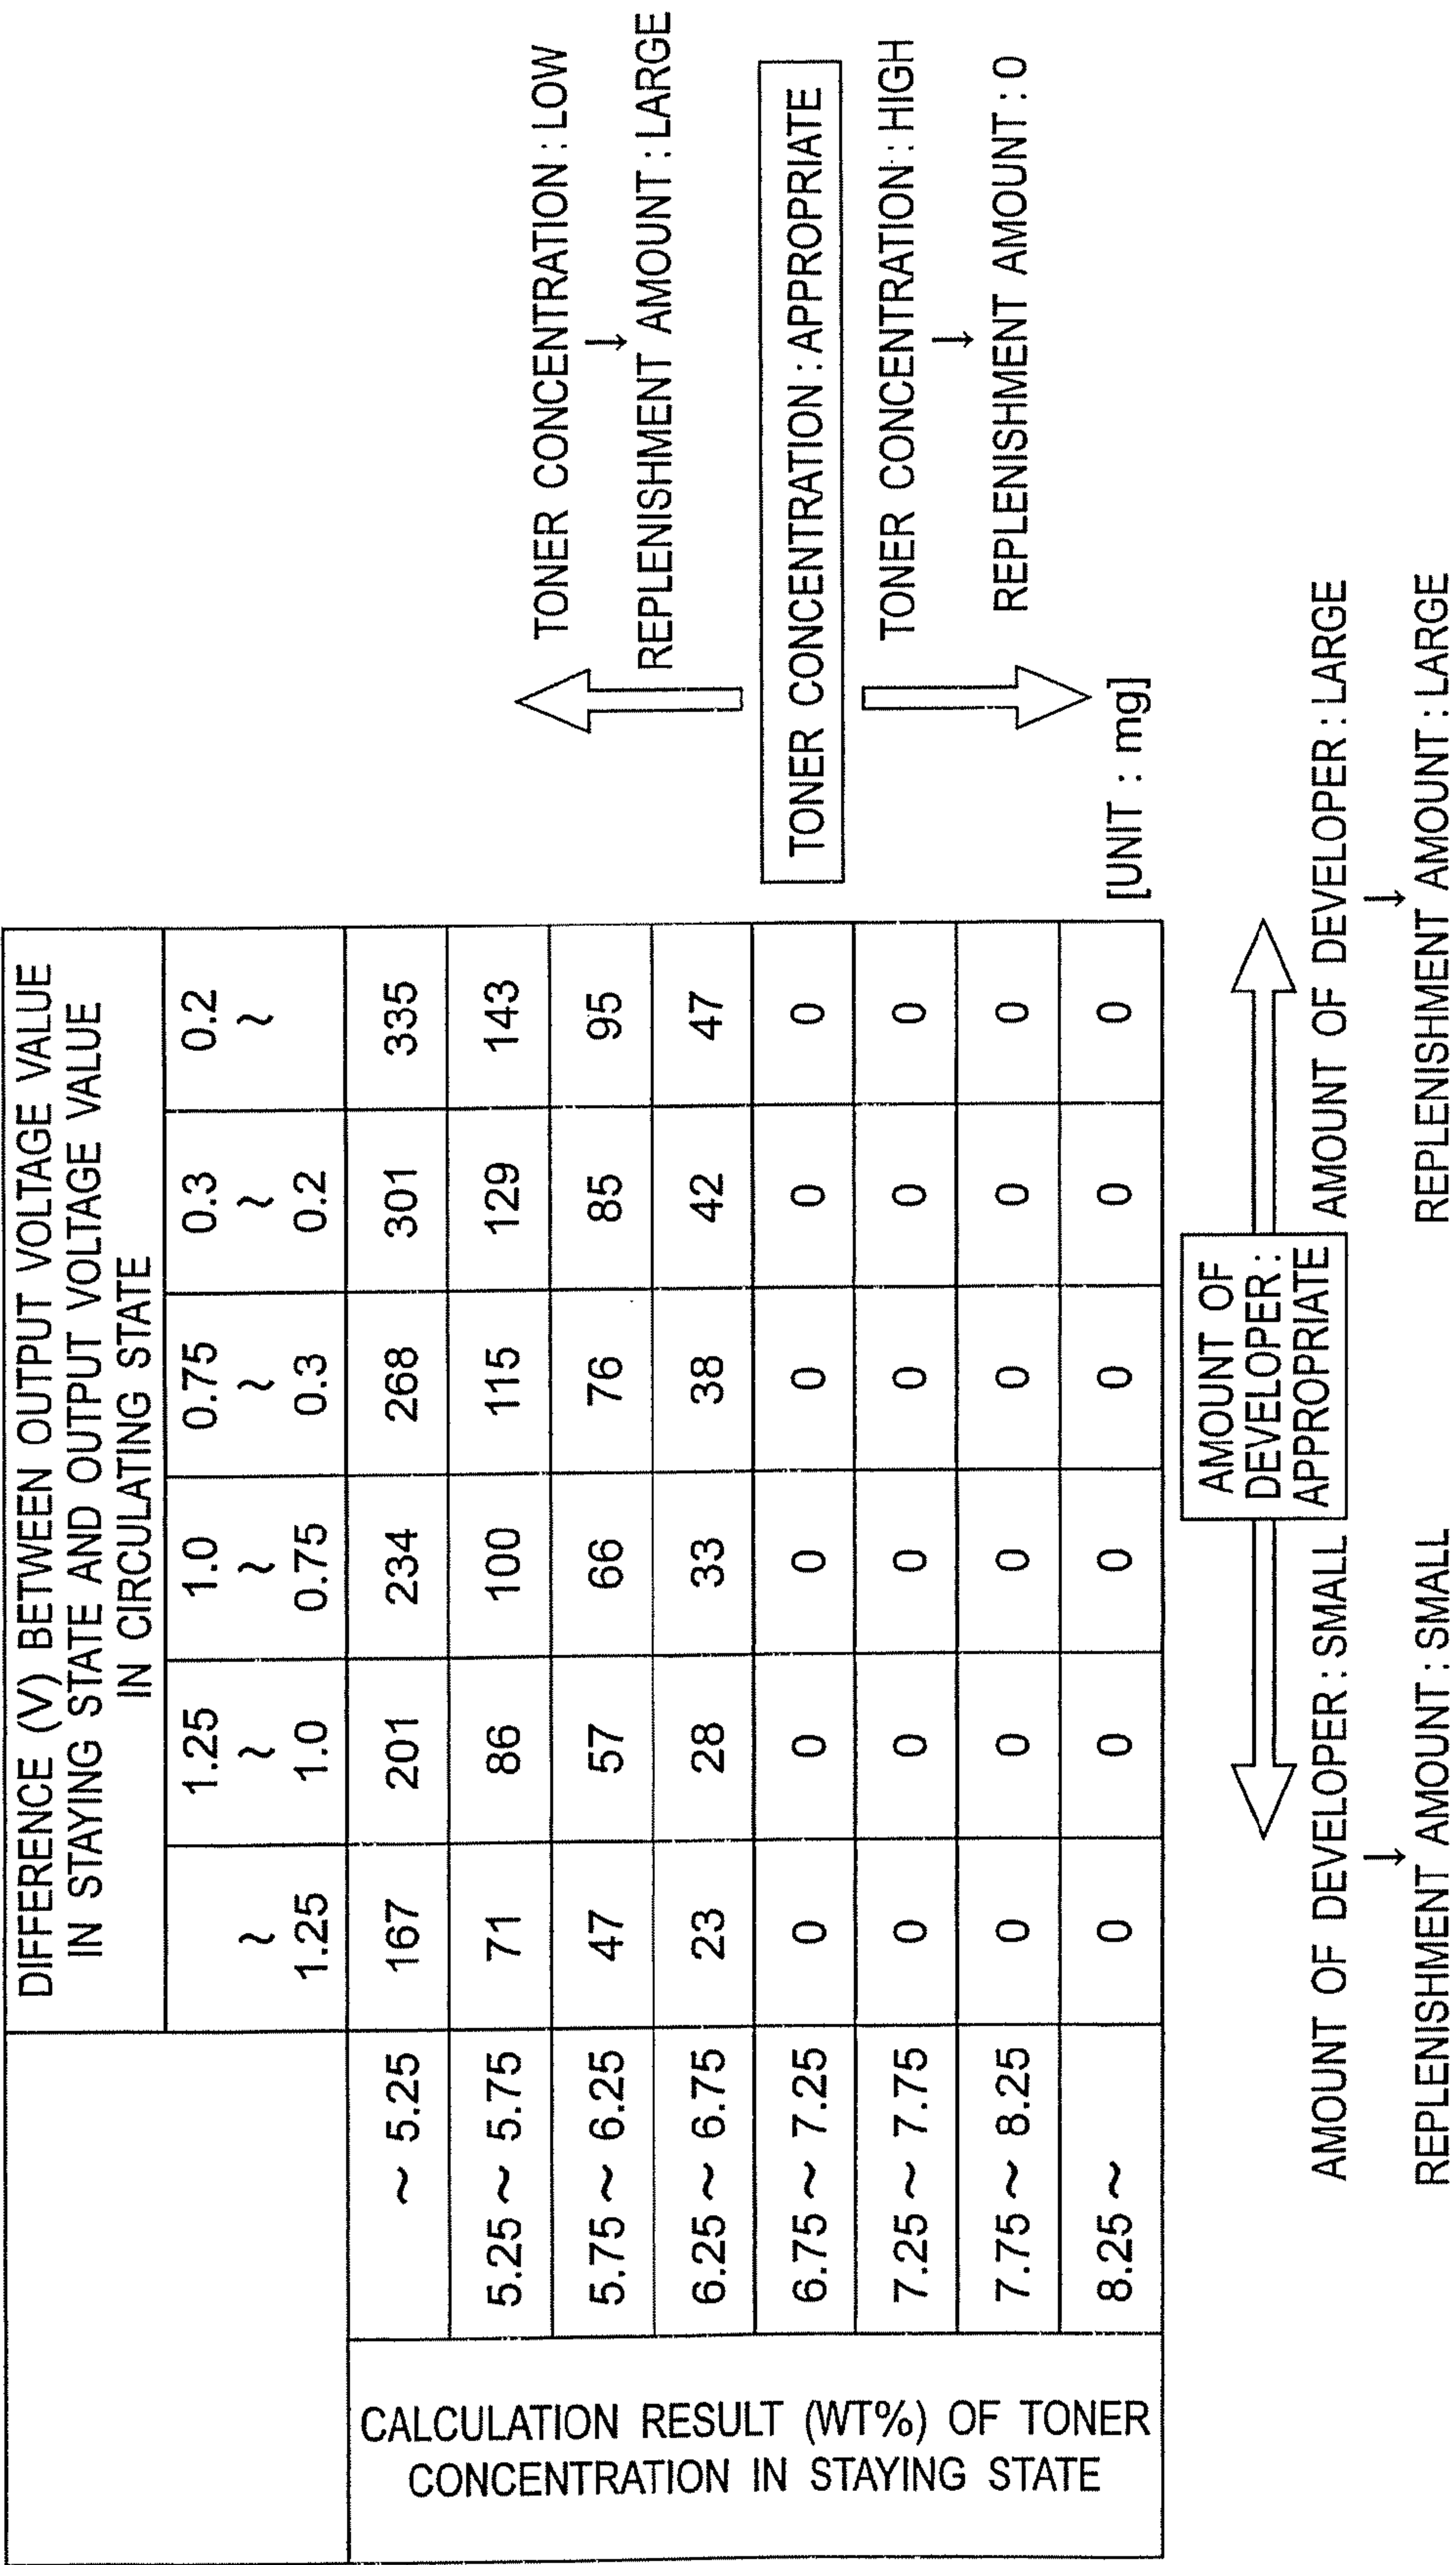 DIFFERENCE (V) BETWEEN OUTPUT VOLTAGE VALUE
IN STAYING STATE AND OUTPUT VOLTAGE VALUE
IN CIRCULATING STATE
~ 1.25
1.25 ~ 1.0
1.0 ~ 0.75
0.75 ~ 0.3
0.3 ~ 0.2
0.2 ~
CALCULATION RESULT (WT%) OF TONER
CONCENTRATION IN STAYING STATE
~ 5.25 167 201 234 268 301 335
5.25 ~ 5.75 71 86 100 115 129 143
5.75 ~ 6.25 47 57 66 76 85 95
6.25 ~ 6.75 23 28 33 38 42 47
6.75 ~ 7.25 0 0 0 0 0 0
7.25 ~ 7.75 0 0 0 0 0 0
7.75 ~ 8.25 0 0 0 0 0 0
8.25 ~ 0 0 0 0 0 0
TONER CONCENTRATION : LOW
↓
REPLENISHMENT AMOUNT : LARGE
TONER CONCENTRATION : APPROPRIATE
TONER CONCENTRATION : HIGH
↓
REPLENISHMENT AMOUNT : 0
[UNIT : mg]
AMOUNT OF
DEVELOPER :
APPROPRIATE
AMOUNT OF DEVELOPER : SMALL
↓
REPLENISHMENT AMOUNT : SMALL
AMOUNT OF DEVELOPER : LARGE
↓
REPLENISHMENT AMOUNT : LARGE